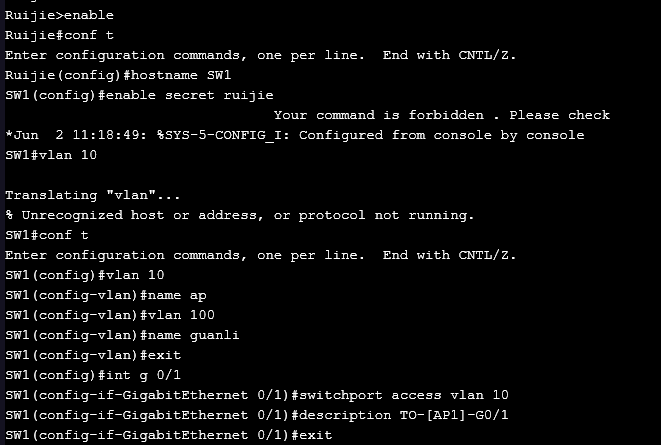 Ruijie>enable
Ruijie#conf t
Enter configuration commands, one per line.  End with CNTL/Z.
Ruijie(config)#hostname SW1
SW1(config)#enable secret ruijie
                                Your command is forbidden . Please check
*Jun  2 11:18:49: %SYS-5-CONFIG_I: Configured from console by console
SW1#vlan 10

Translating "vlan"...
% Unrecognized host or address, or protocol not running.
SW1#conf t
Enter configuration commands, one per line.  End with CNTL/Z.
SW1(config)#vlan 10
SW1(config-vlan)#name ap
SW1(config-vlan)#vlan 100
SW1(config-vlan)#name guanli
SW1(config-vlan)#exit
SW1(config)#int g 0/1
SW1(config-if-GigabitEthernet 0/1)#switchport access vlan 10
SW1(config-if-GigabitEthernet 0/1)#description TO-[AP1]-G0/1
SW1(config-if-GigabitEthernet 0/1)#exit